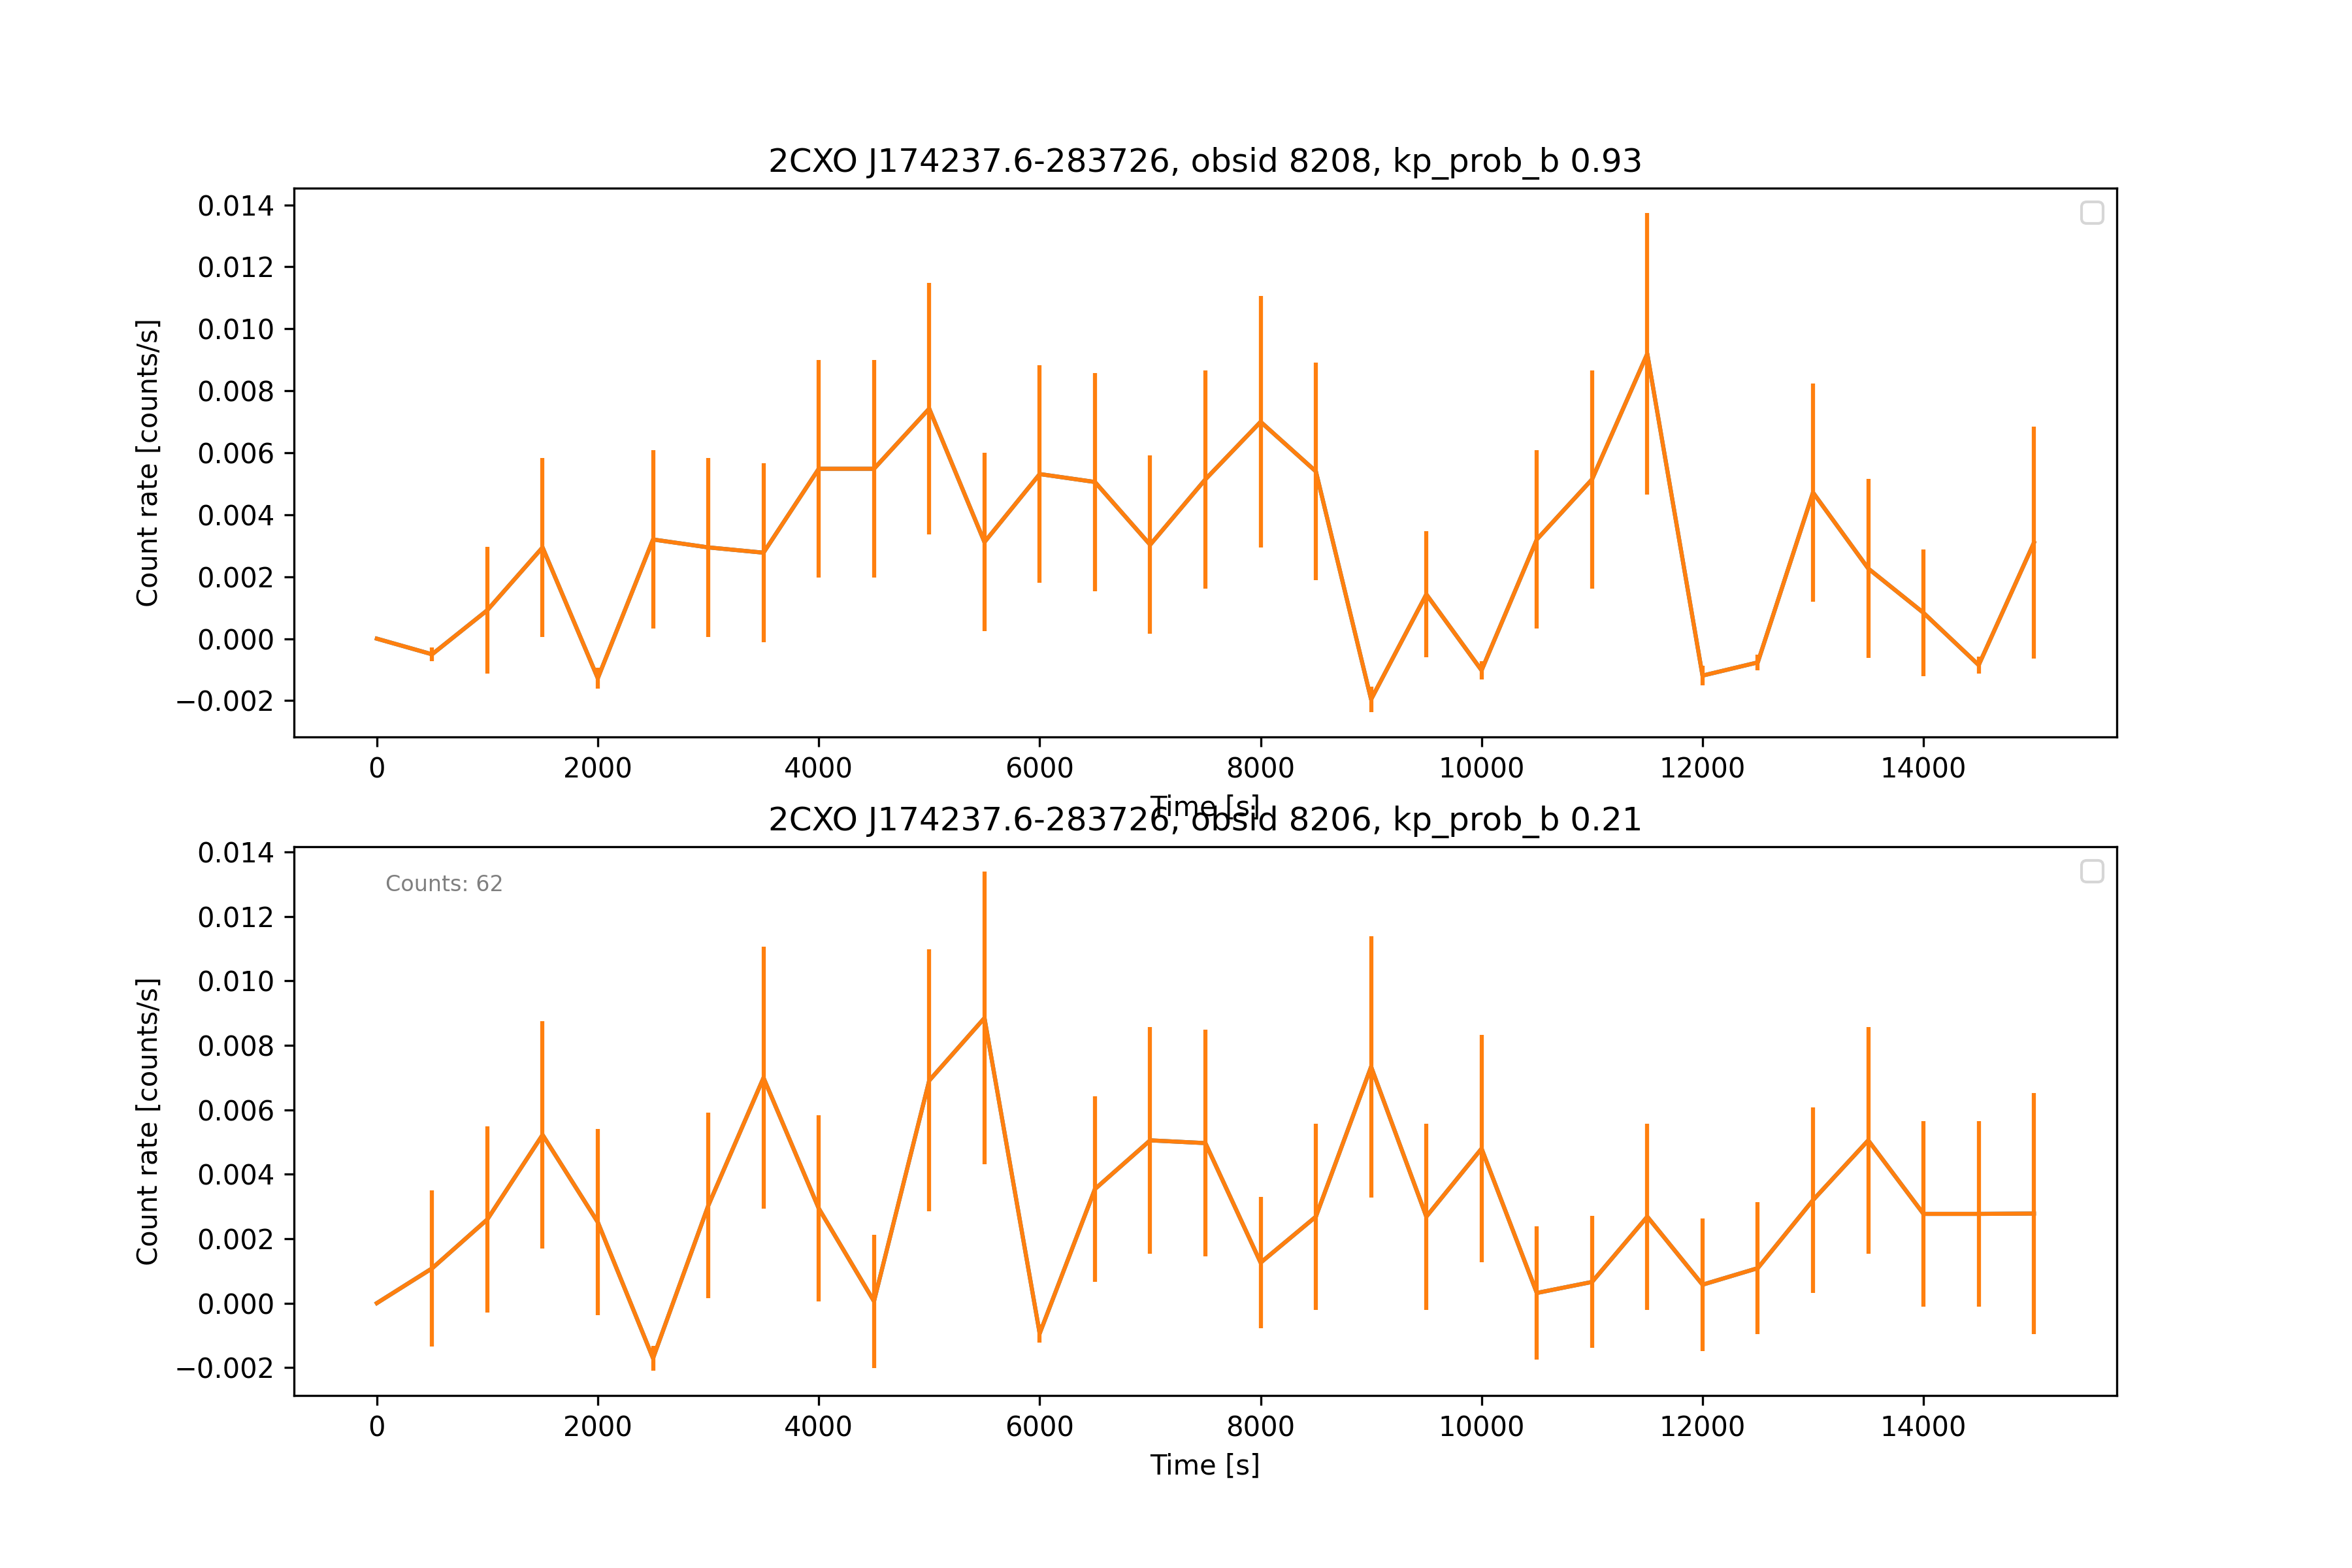 2CXO J174237.6-283726, obsid 8208, kp_prob_b 0.93
Count rate [counts/s]
0.014
0.012
0.010
0.008
0.006
0.004
0.002
0.000
−0.002
0 2000 4000 6000 8000 10000 12000 14000
Time [s]
2CXO J174237.6-283726, obsid 8206, kp_prob_b 0.21
Counts: 62
Count rate [counts/s]
0.014
0.012
0.010
0.008
0.006
0.004
0.002
0.000
−0.002
0 2000 4000 6000 8000 10000 12000 14000
Time [s]